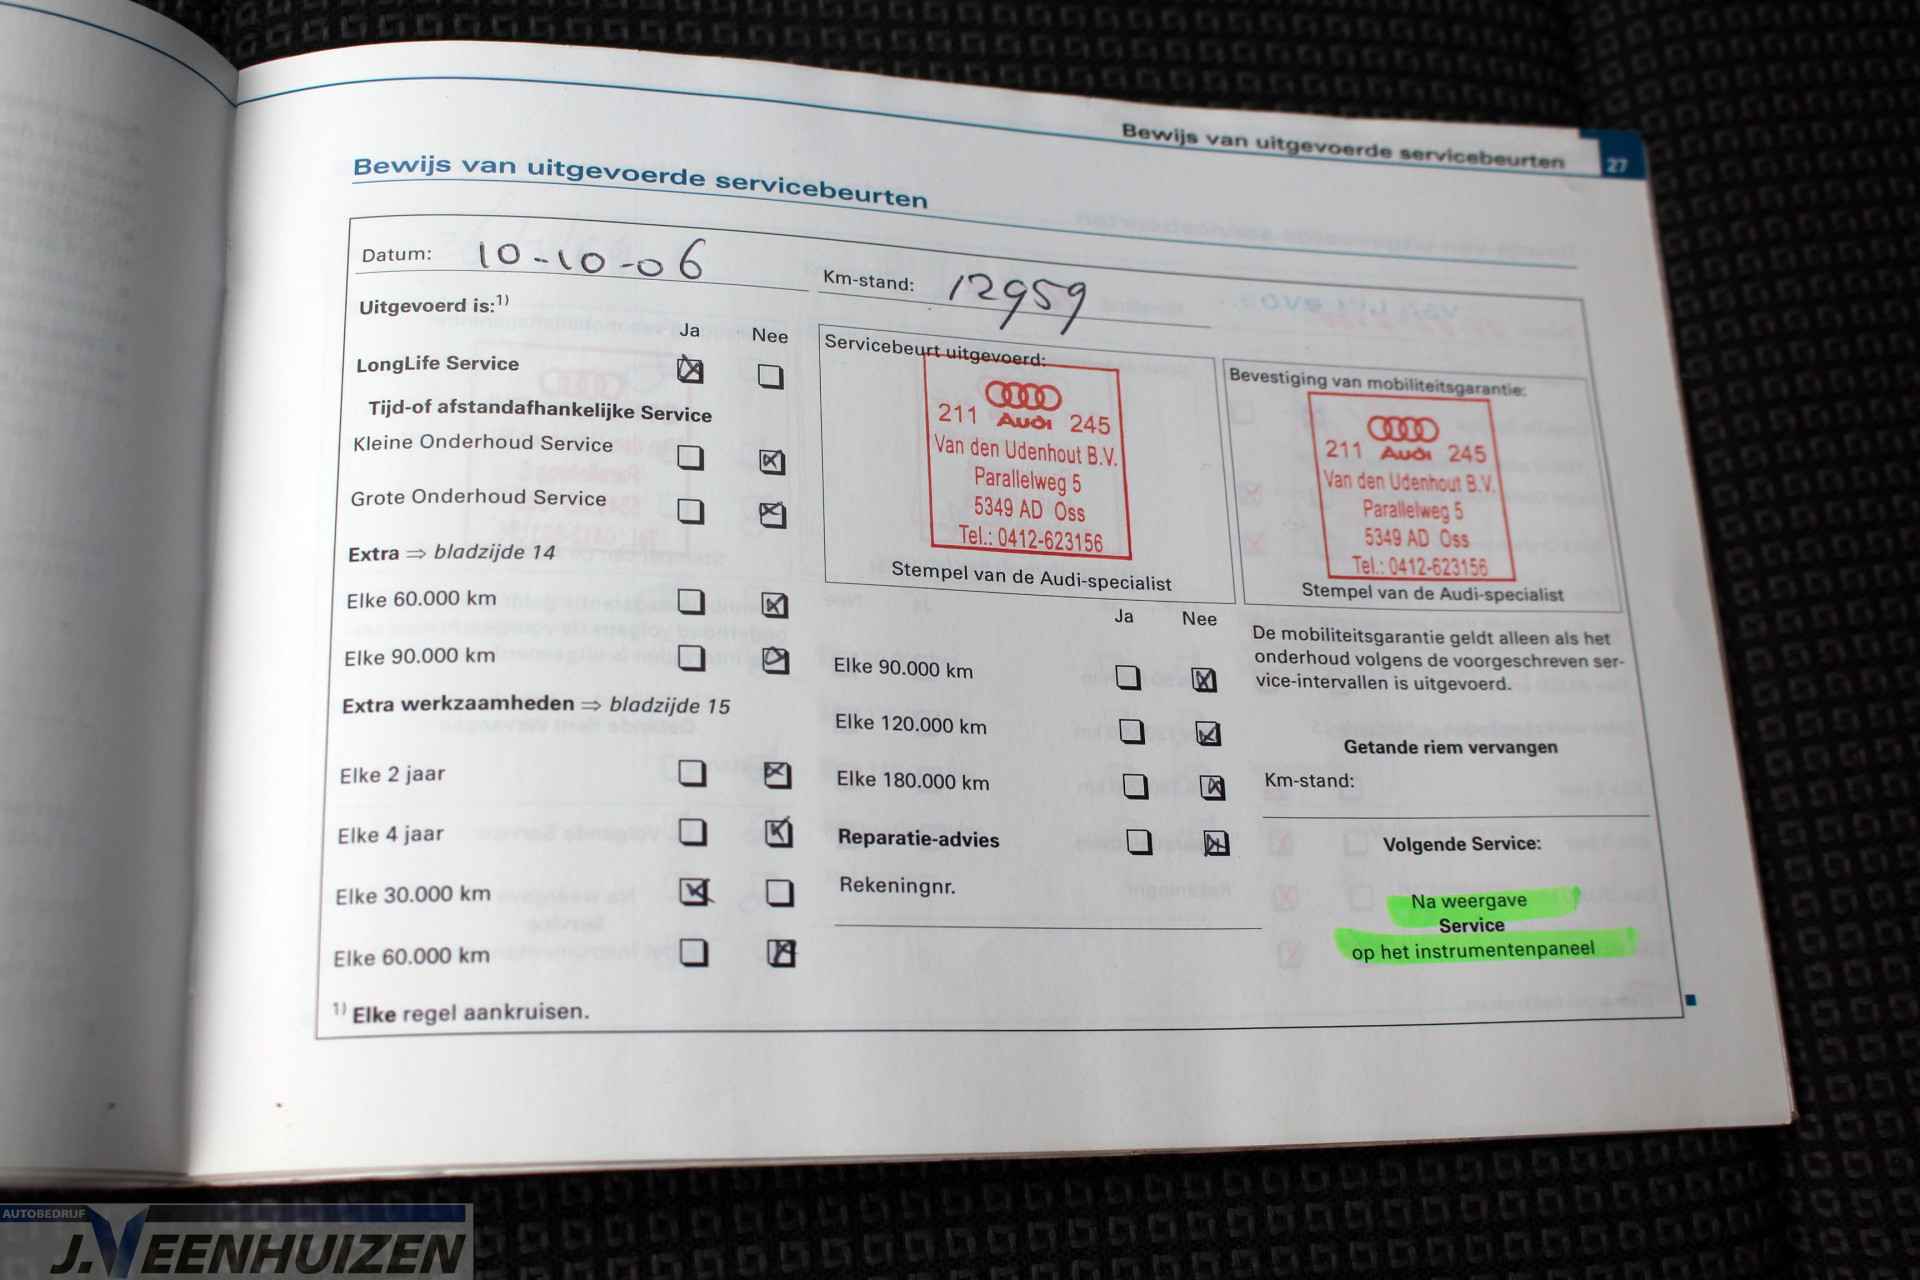 Bewijs van uitgevoerde servicebeurten 27
Bewijs van uitgevoerde servicebeurten
Datum: 10-10-06
Km-stand: 12959
Uitgevoerd is:1)
Ja Nee
LongLife Service
Tijd-of afstandafhankelijke Service
Kleine Onderhoud Service
Grote Onderhoud Service
Extra ⇒ bladzijde 14
Elke 60.000 km
Elke 90.000 km
Extra werkzaamheden ⇒ bladzijde 15
Elke 2 jaar
Elke 4 jaar
Elke 30.000 km
Elke 60.000 km
1) Elke regel aankruisen.
Servicebeurt uitgevoerd:
211 Audi 245
Van den Udenhout B.V.
Parallelweg 5
5349 AD Oss
Tel.: 0412-623156
Stempel van de Audi-specialist
Ja Nee
Elke 90.000 km
Elke 120.000 km
Elke 180.000 km
Reparatie-advies
Rekeningnr.
Bevestiging van mobiliteitsgarantie:
211 Audi 245
Van den Udenhout B.V.
Parallelweg 5
5349 AD Oss
Tel.: 0412-623156
Stempel van de Audi-specialist
De mobiliteitsgarantie geldt alleen als het
onderhoud volgens de voorgeschreven ser-
vice-intervallen is uitgevoerd.
Getande riem vervangen
Km-stand:
Volgende Service:
Na weergave
Service
op het instrumentenpaneel
AUTOBEDRIJF
J.VEENHUIZEN